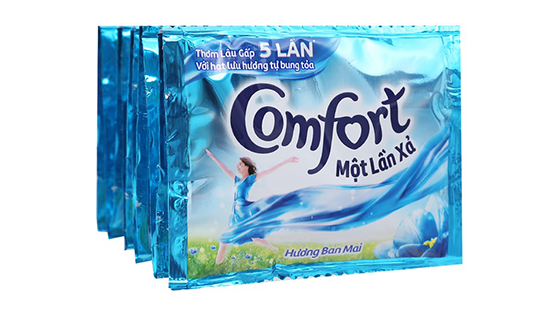 Thơm Lâu Gấp 5 LẦN*
Với hạt lưu hương tự bung tỏa
Comfort
Một Lần Xả
Hương Ban Mai